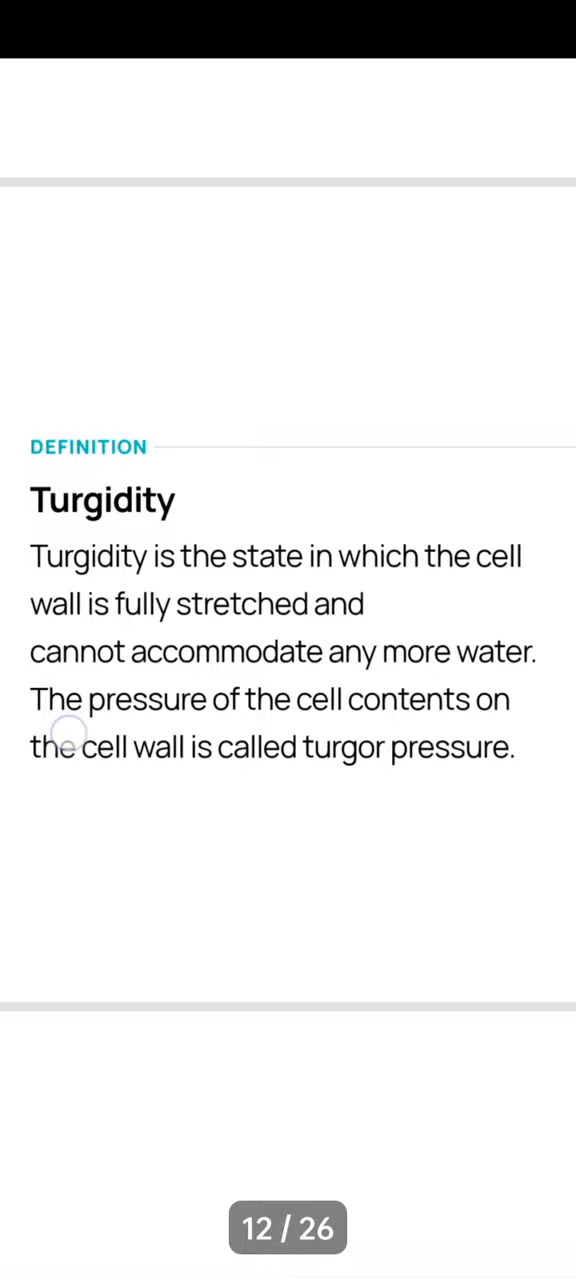 DEFINITION
Turgidity
Turgidity is the state in which the cell
wall is fully stretched and
cannot accommodate any more water.
The pressure of the cell contents on
the cell wall is called turgor pressure.
12 / 26